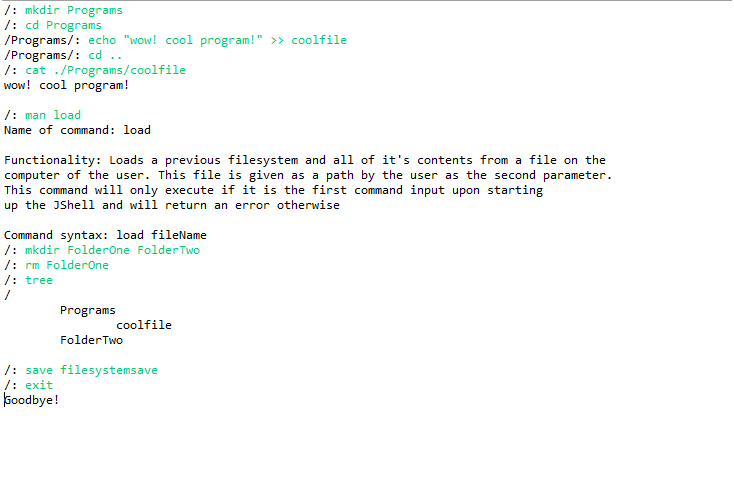 /: mkdir Programs
/: cd Programs
/Programs/: echo "wow! cool program!" >> coolfile
/Programs/: cd ..
/: cat ./Programs/coolfile
wow! cool program!
/: man load
Name of command: load
Functionality: Loads a previous filesystem and all of it's contents from a file on the
computer of the user. This file is given as a path by the user as the second parameter.
This command will only execute if it is the first command input upon starting
up the JShell and will return an error otherwise
Command syntax: load fileName
/: mkdir FolderOne FolderTwo
/: rm FolderOne
/: tree
/
Programs
coolfile
FolderTwo
/: save filesystemsave
/: exit
Goodbye!